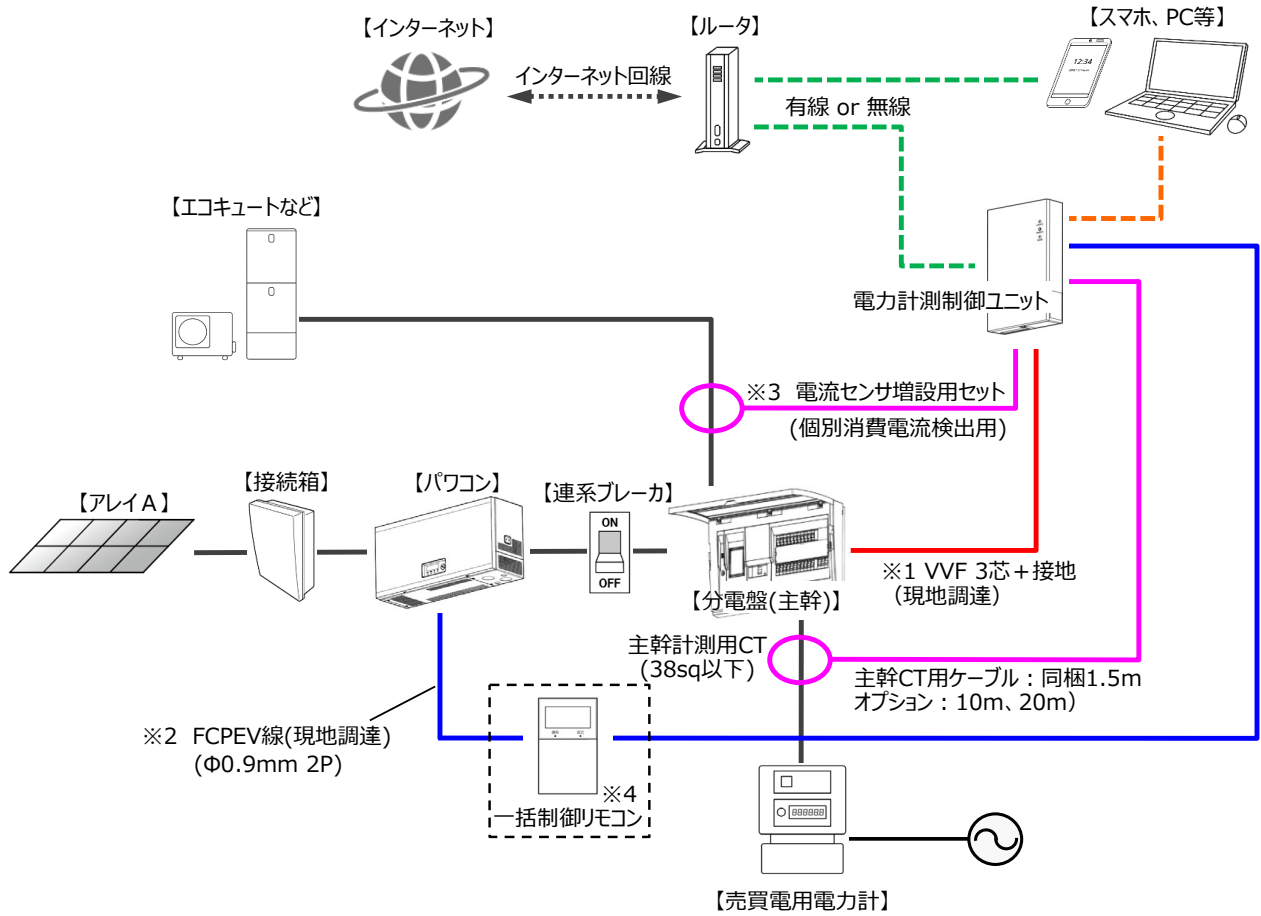 【インターネット】
【ルータ】
【スマホ、PC等】
インターネット回線
12:34
有線 or 無線
【エコキュートなど】
電力計測制御ユニット
※3 電流センサ増設用セット
(個別消費電流検出用)
【アレイA】
【接続箱】
【パワコン】
【連系ブレーカ】
ON
OFF
【分電盤(主幹)】
※1 VVF 3芯+接地
(現地調達)
主幹計測用CT
(38sq以下)
主幹CT用ケーブル:同梱1.5m
オプション:10m、20m)
※2 FCPEV線(現地調達)
(Φ0.9mm 2P)
※4
一括制御リモコン
888888
【売買電用電力計】